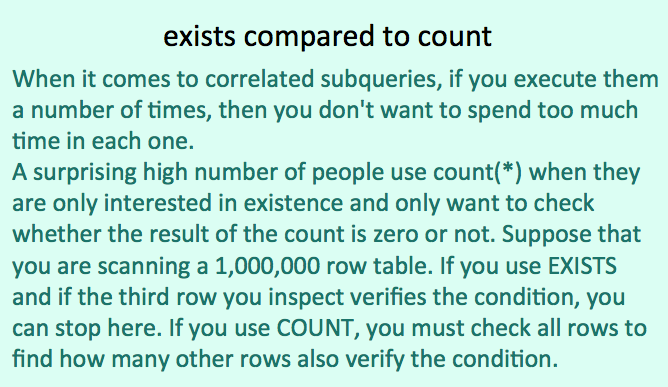 exists compared to count
When it comes to correlated subqueries, if you execute them
a number of times, then you don't want to spend too much
time in each one.
A surprising high number of people use count(*) when they
are only interested in existence and only want to check
whether the result of the count is zero or not. Suppose that
you are scanning a 1,000,000 row table. If you use EXISTS
and if the third row you inspect verifies the condition, you
can stop here. If you use COUNT, you must check all rows to
find how many other rows also verify the condition.